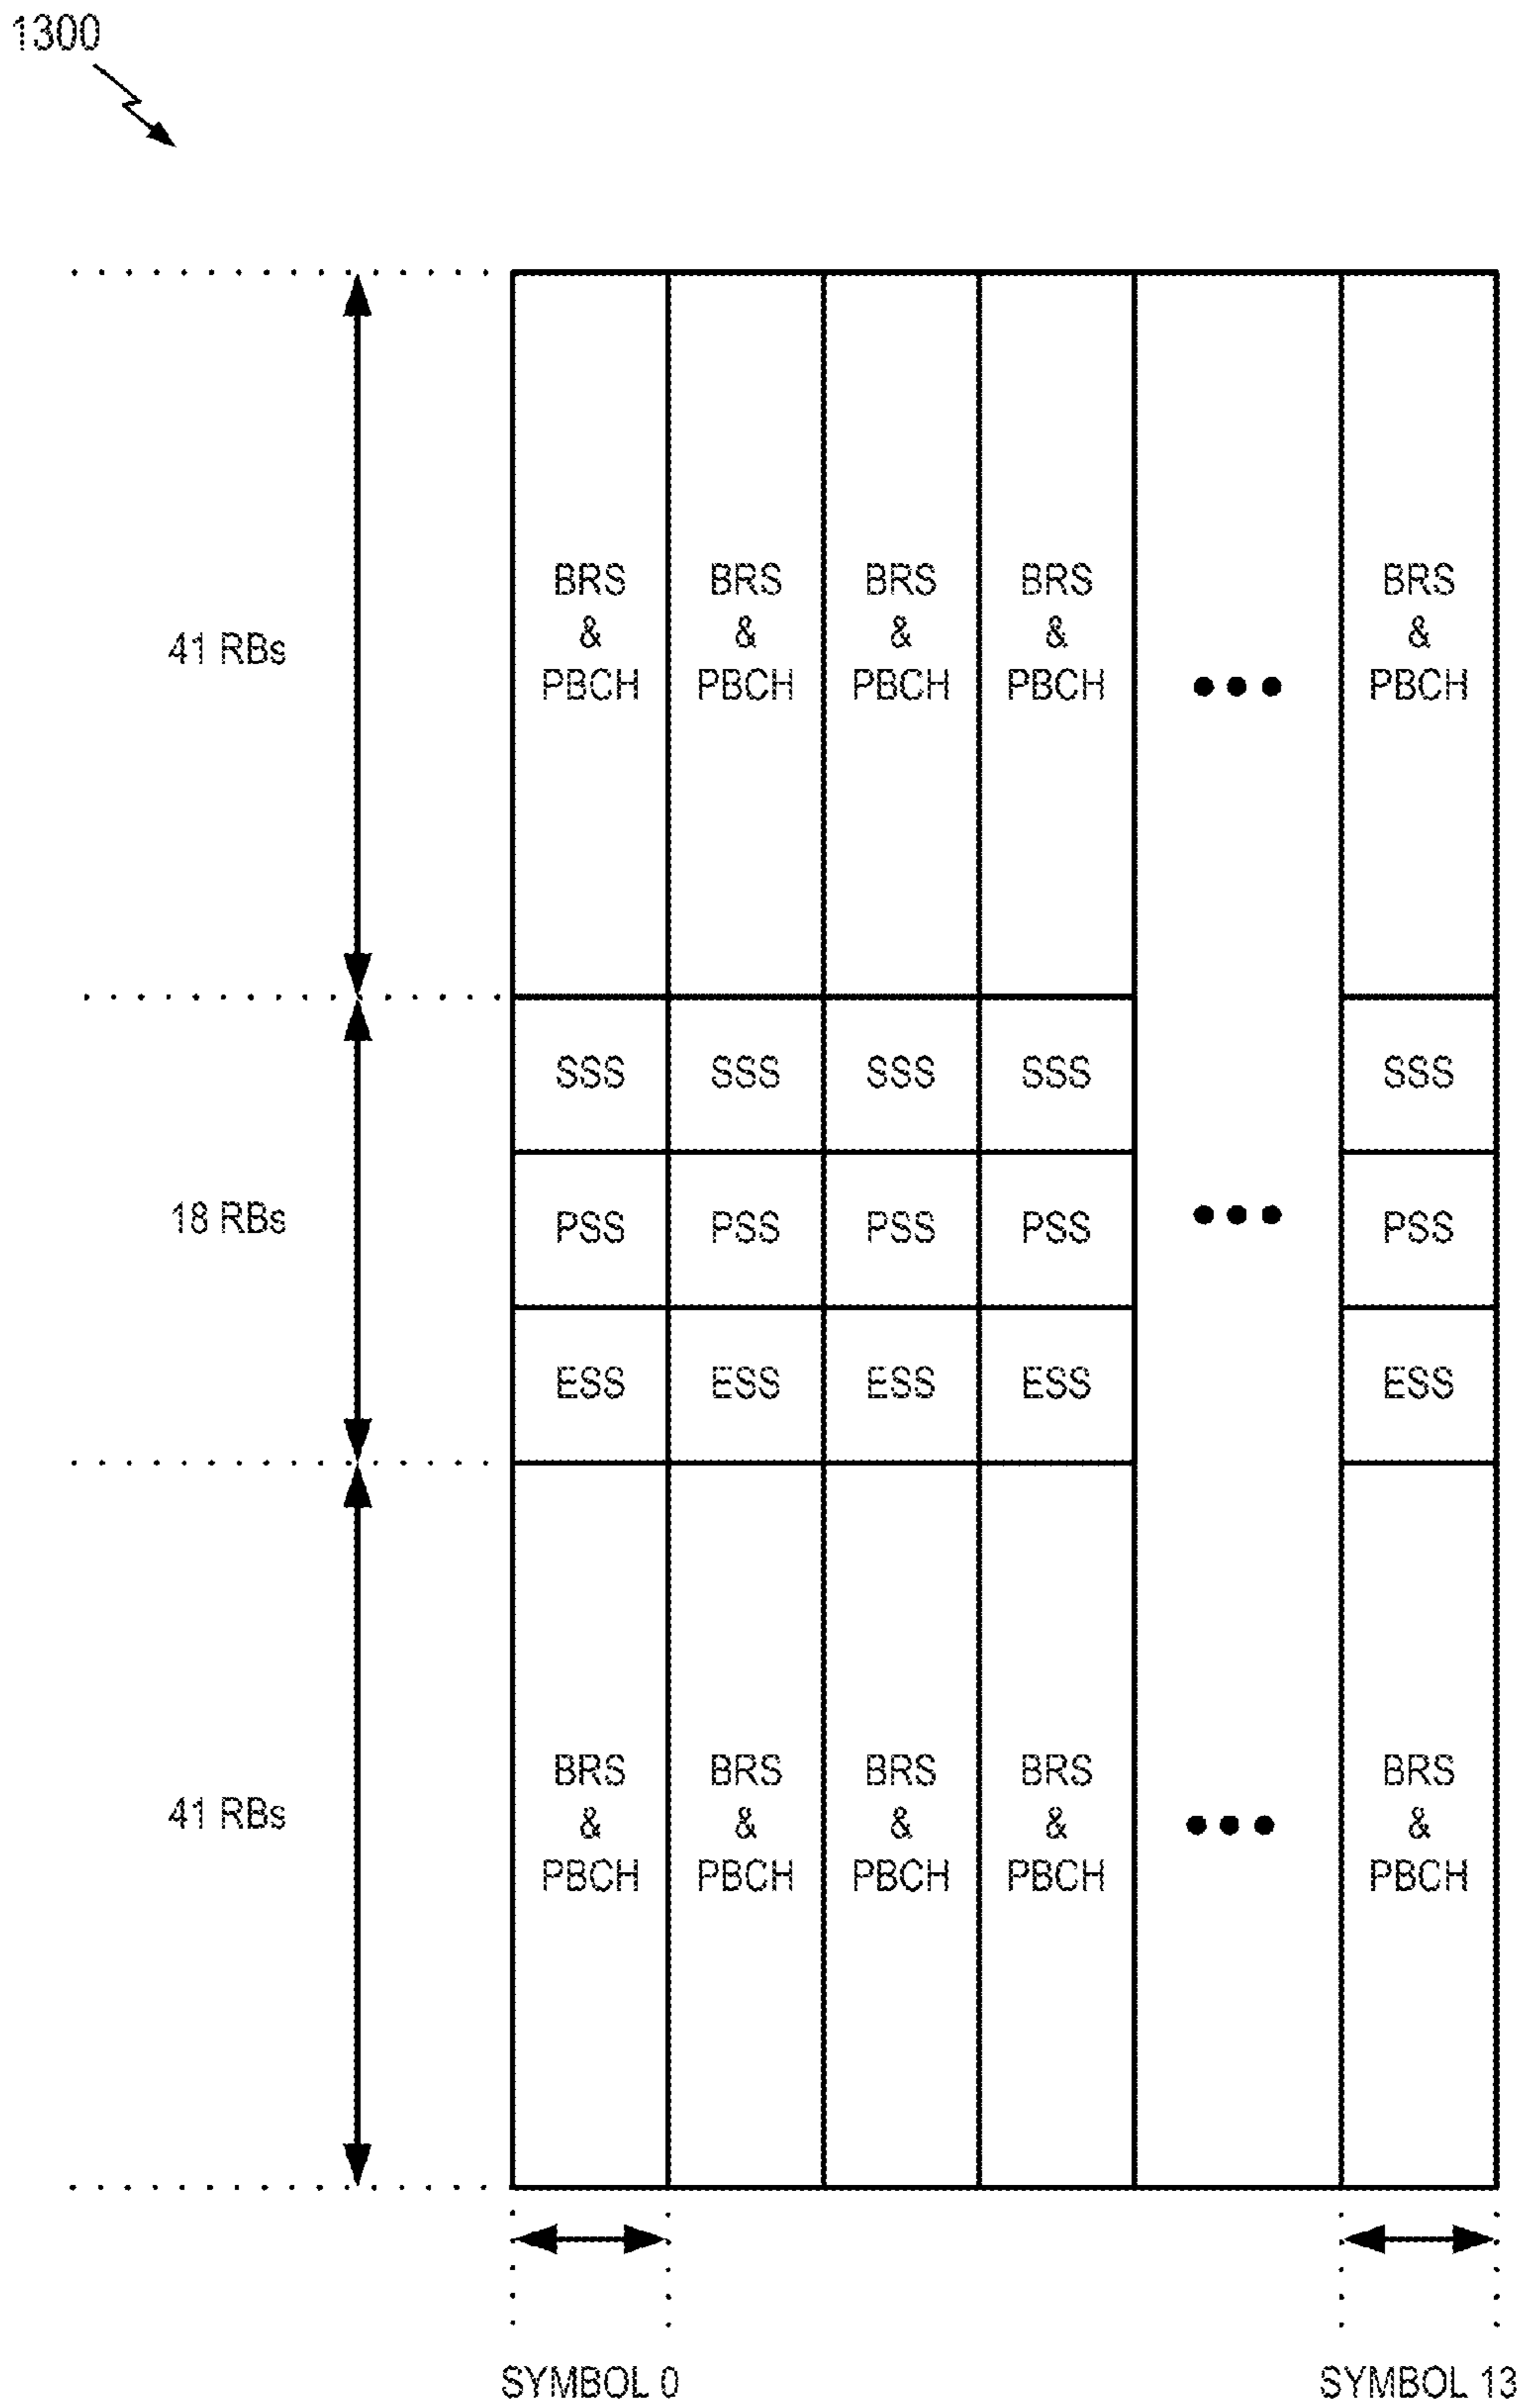 1300
BRS BRS BRS BRS BRS
& & & & &
41 RBs
PBCH PBCH PBCH PBCH ••• PBCH
SSS SSS SSS SSS SSS
18 RBs PSS PSS PSS PSS ••• PSS
ESS ESS ESS ESS ESS
BRS BRS BRS BRS BRS
41 RBs & & & & ••• &
PBCH PBCH PBCH PBCH PBCH
SYMBOL 0 SYMBOL 13